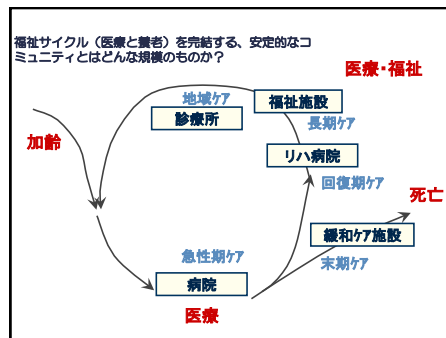 福祉サイクル（医療と養老）を完結する、安定的なコ
ミュニティとはどんな規模のものか？
医療・福祉
地域ケア
福祉施設
診療所
長期ケア
加齢
リハ病院
回復期ケア
死亡
緩和ケア施設
急性期ケア
末期ケア
病院
医療